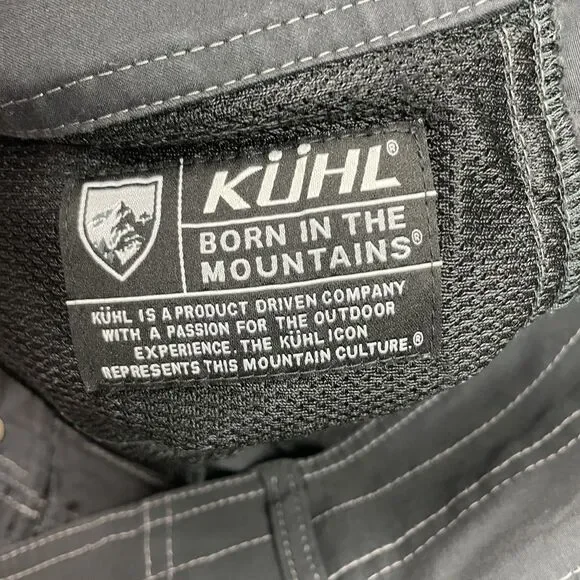 KÜHL®
BORN IN THE
MOUNTAINS®
KÜHL IS A PRODUCT DRIVEN COMPANY
WITH A PASSION FOR THE OUTDOOR
EXPERIENCE. THE KÜHL ICON
REPRESENTS THIS MOUNTAIN CULTURE.®